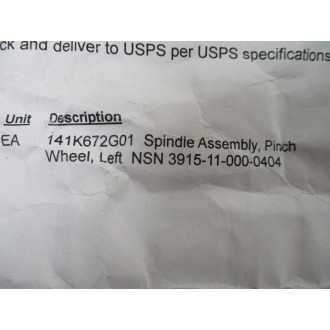 ck and deliver to USPS per USPS specifications
Unit Description
EA 141K672G01 Spindle Assembly, Pinch
Wheel, Left NSN 3915-11-000-0404